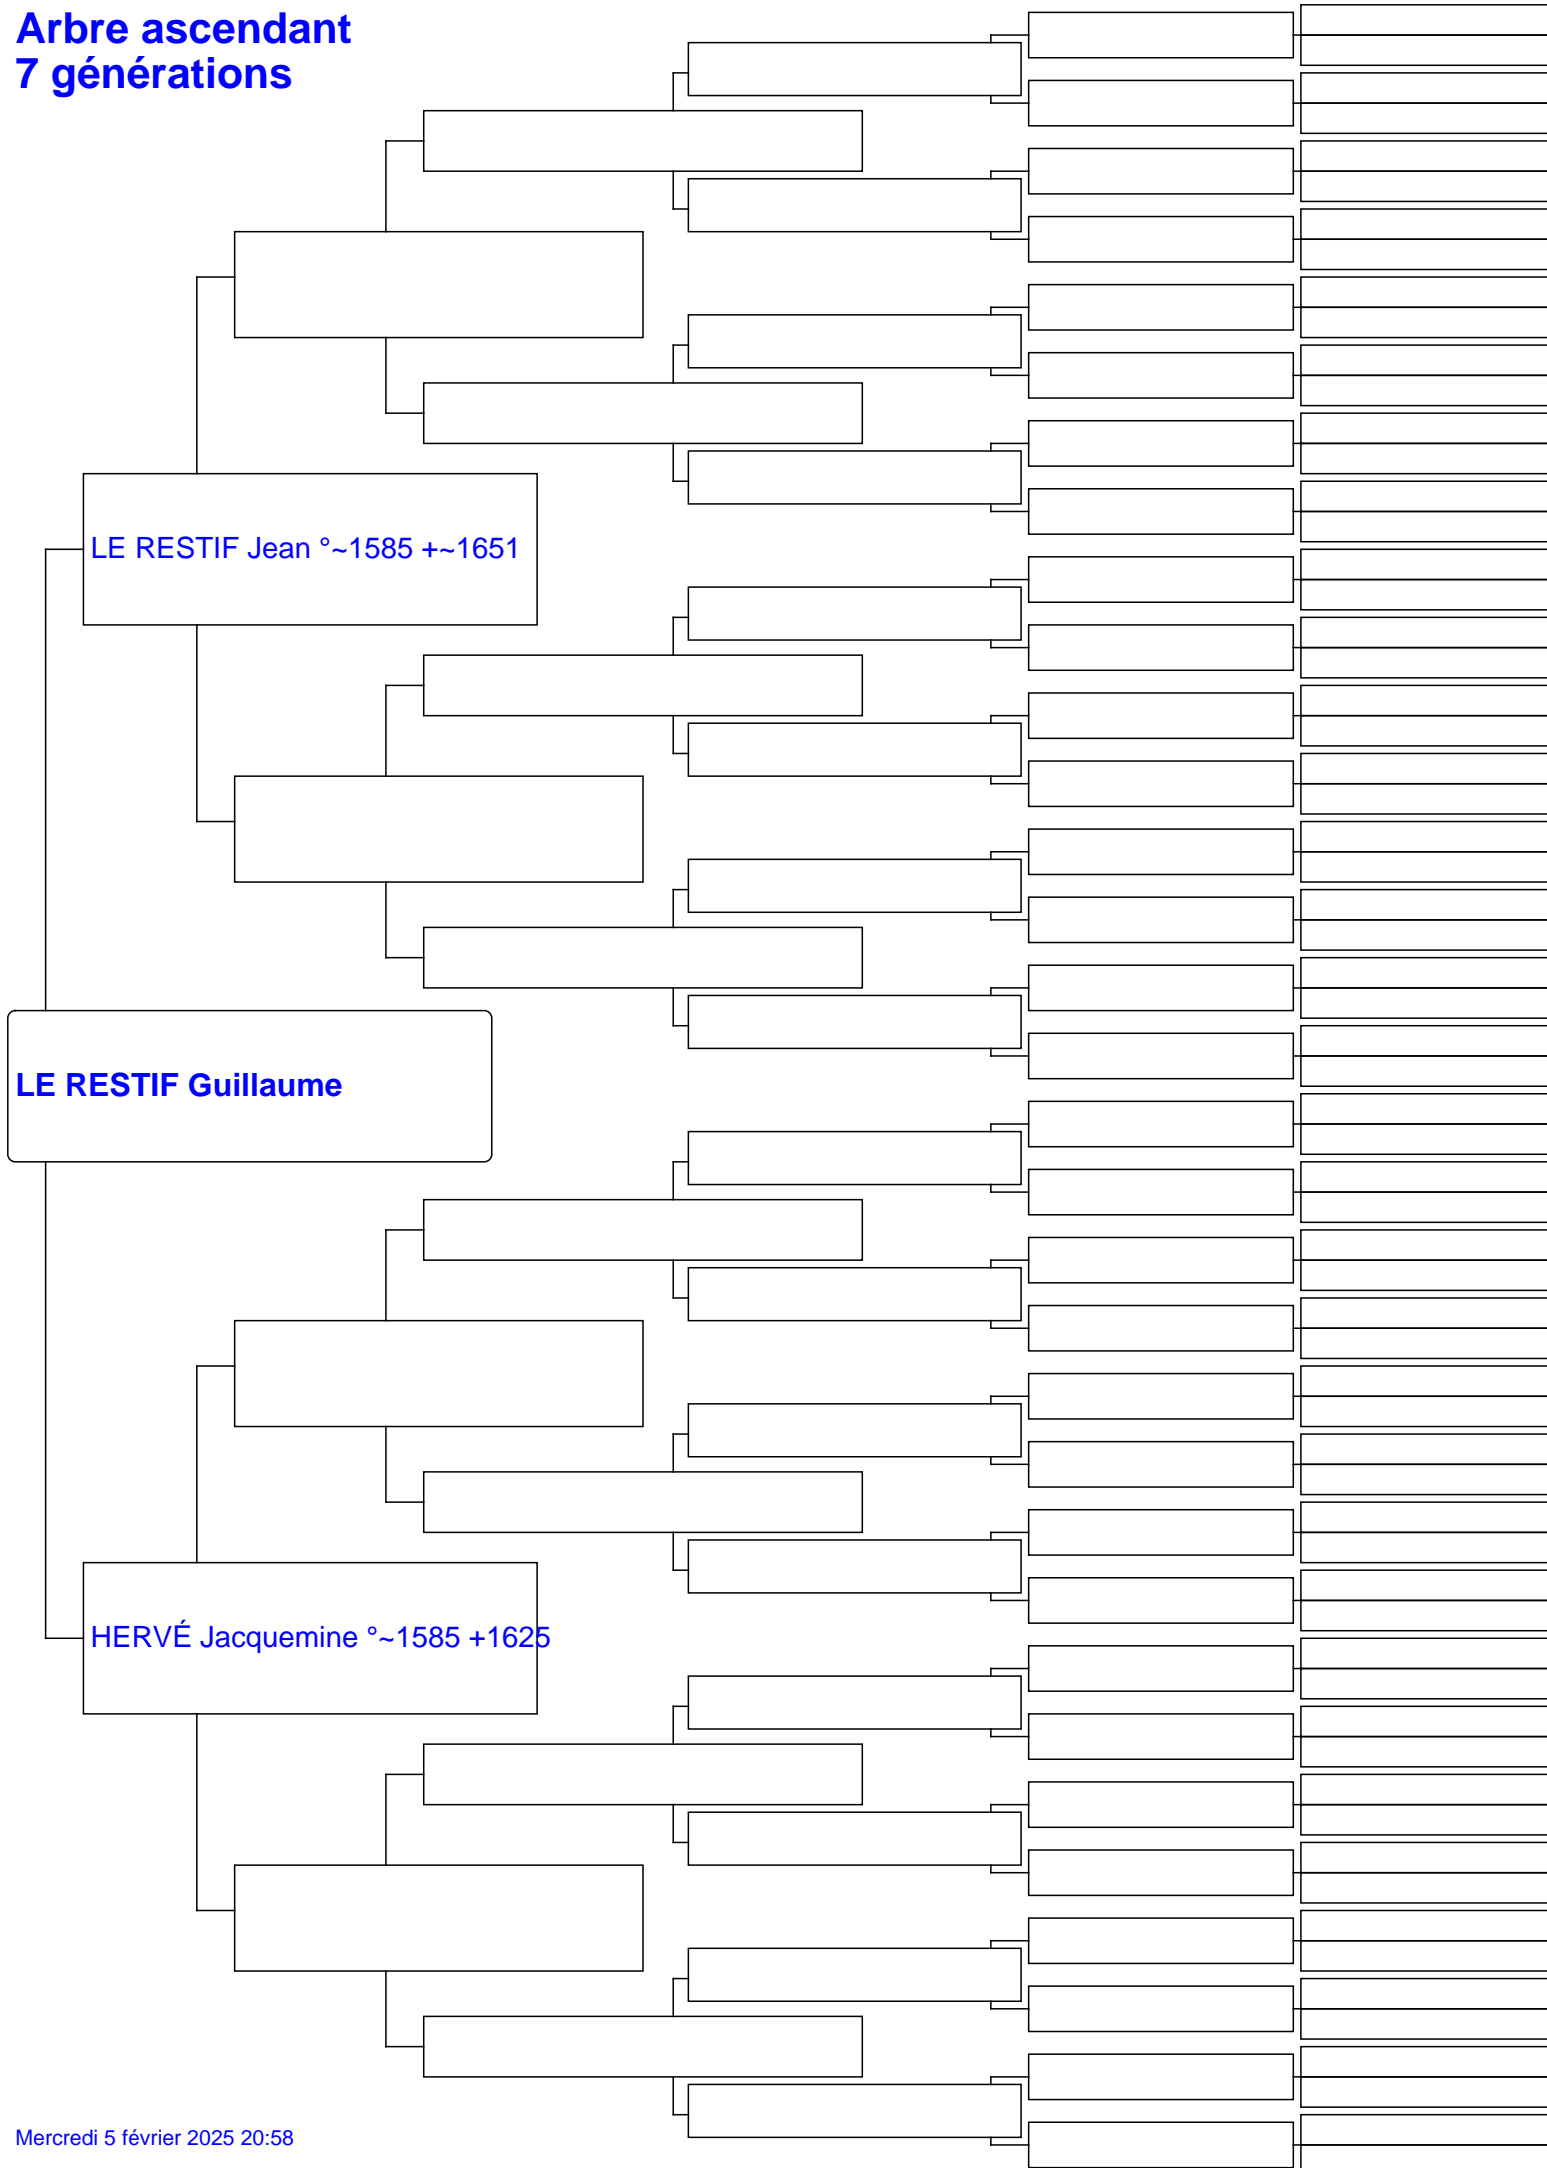 Arbre ascendant
7 générations
LE RESTIF Jean °~1585 +~1651
LE RESTIF Guillaume
HERVÉ Jacquemine °~1585 +1625
Mercredi 5 février 2025 20:58